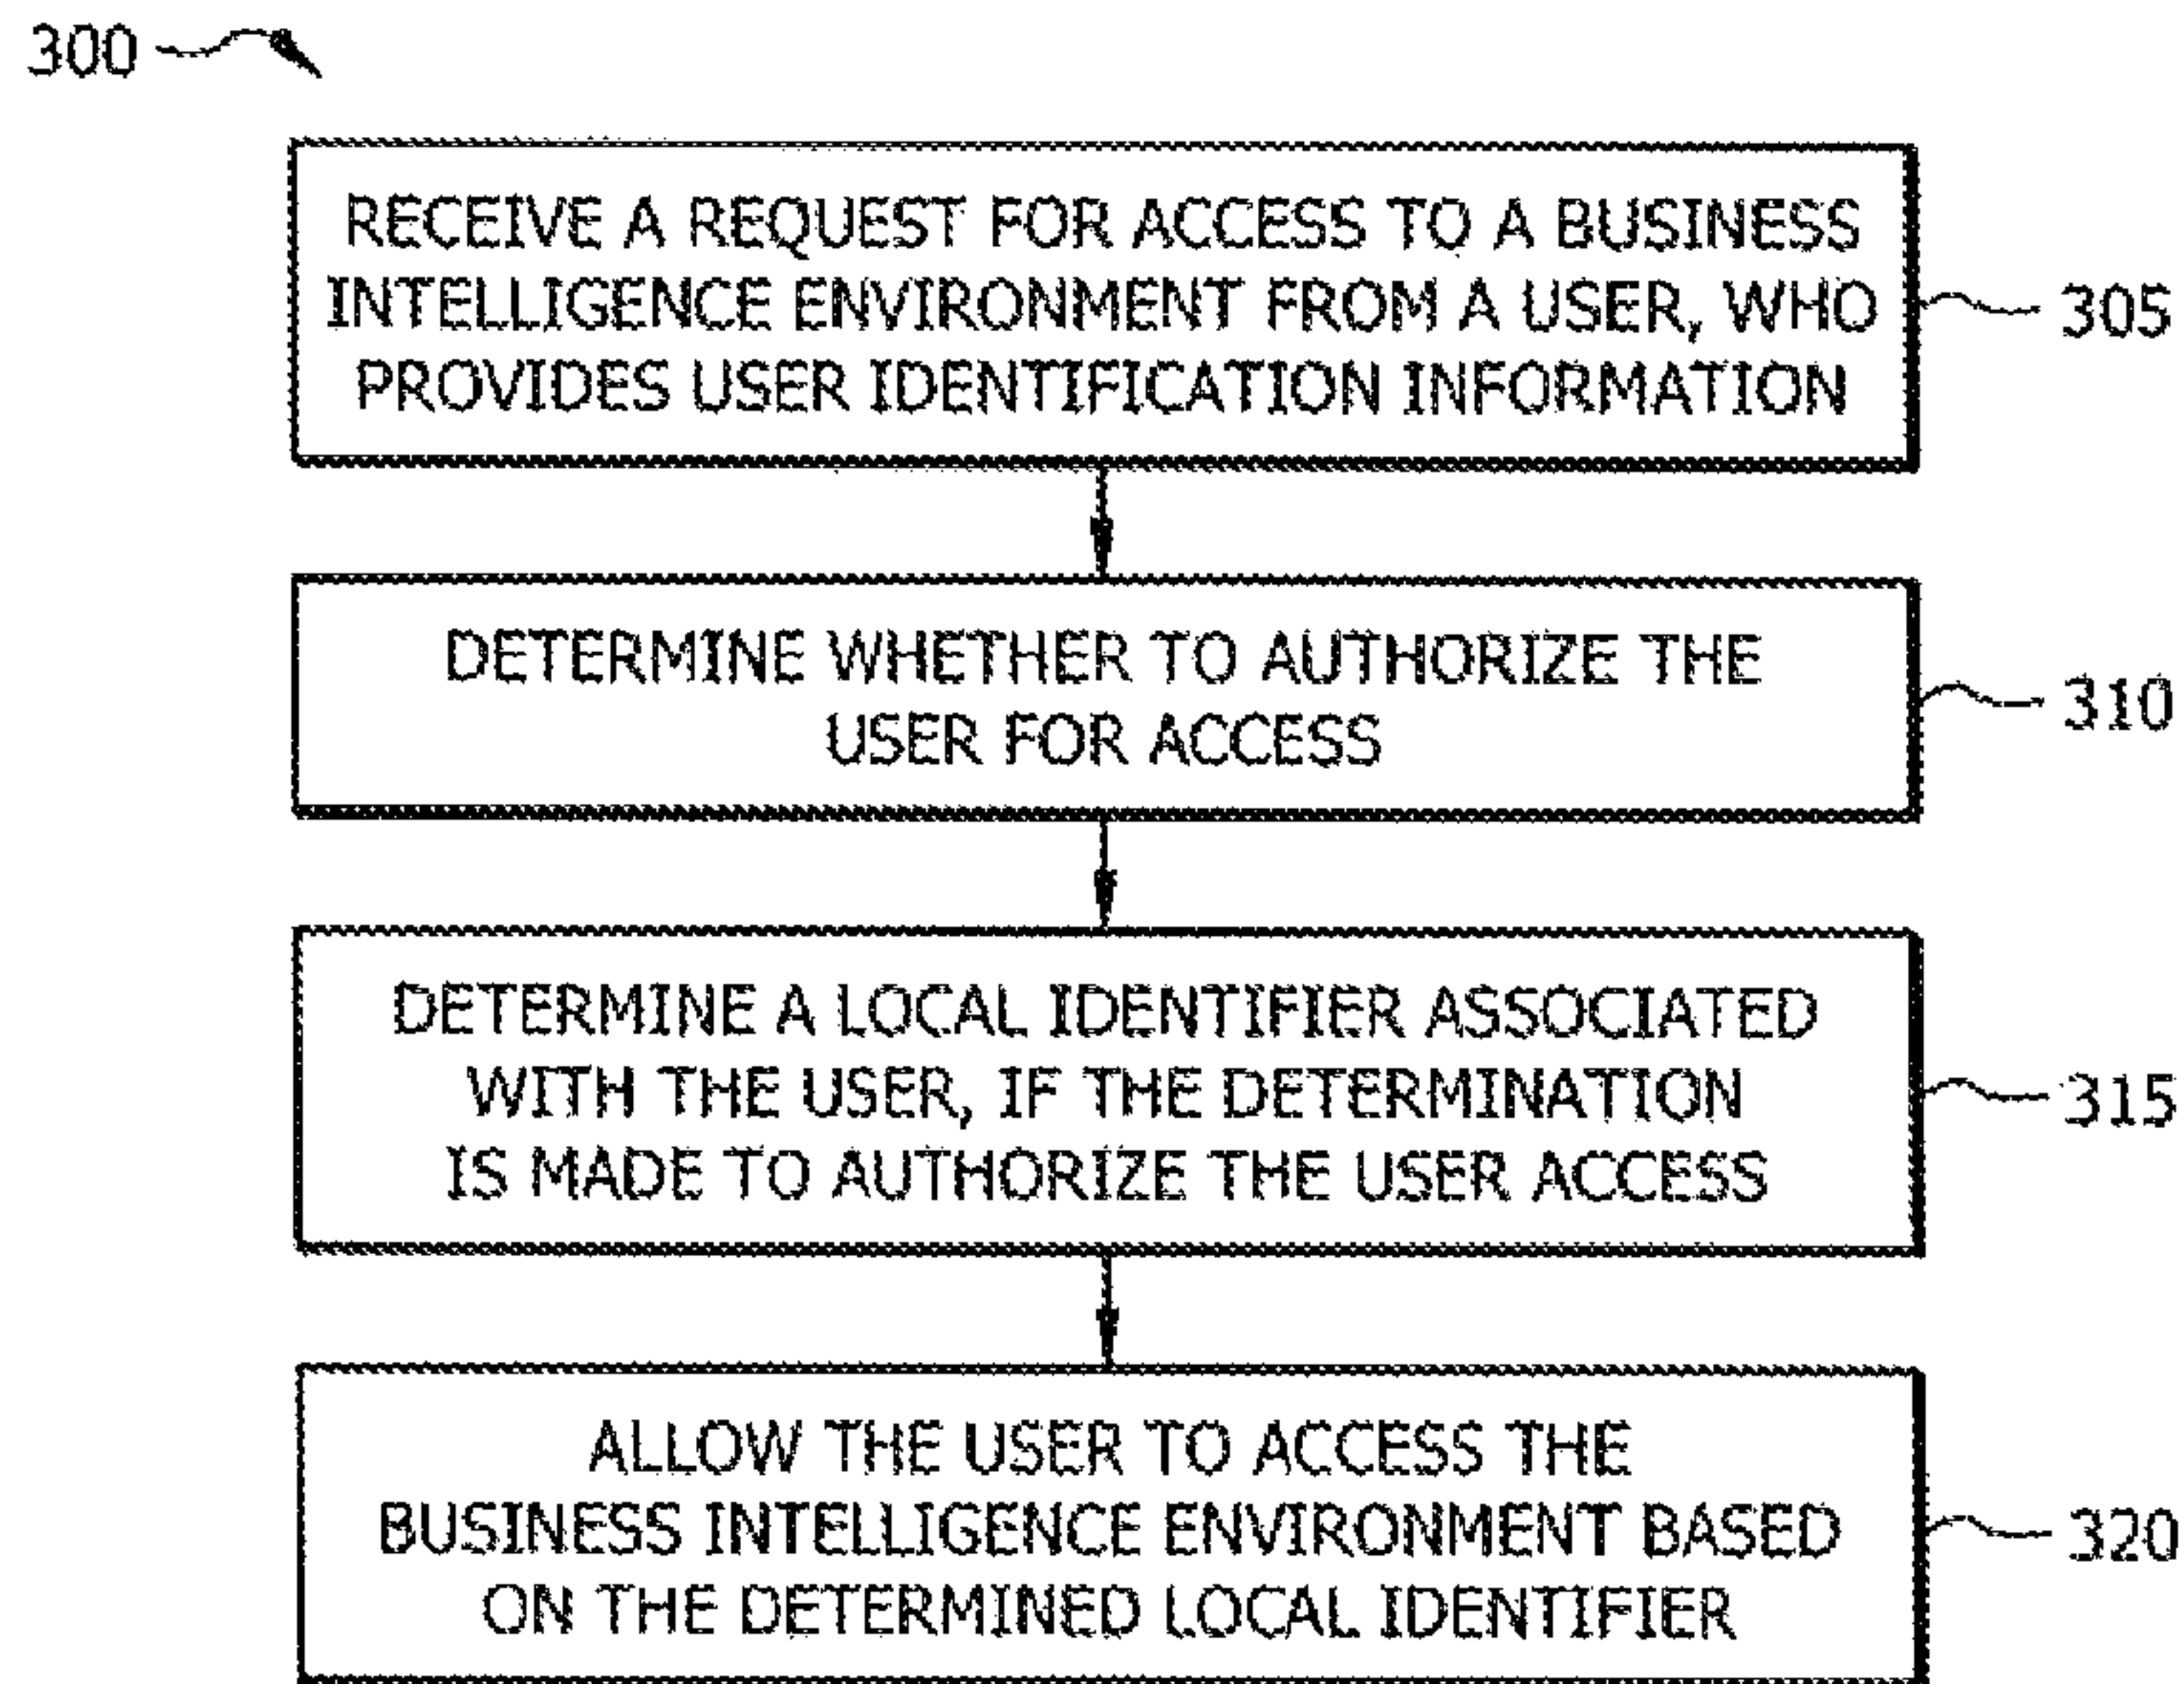 300
RECEIVE A REQUEST FOR ACCESS TO A BUSINESS
INTELLIGENCE ENVIRONMENT FROM A USER, WHO
PROVIDES USER IDENTIFICATION INFORMATION
305
DETERMINE WHETHER TO AUTHORIZE THE
USER FOR ACCESS
310
DETERMINE A LOCAL IDENTIFIER ASSOCIATED
WITH THE USER, IF THE DETERMINATION
IS MADE TO AUTHORIZE THE USER ACCESS
315
ALLOW THE USER TO ACCESS THE
BUSINESS INTELLIGENCE ENVIRONMENT BASED
ON THE DETERMINED LOCAL IDENTIFIER
320